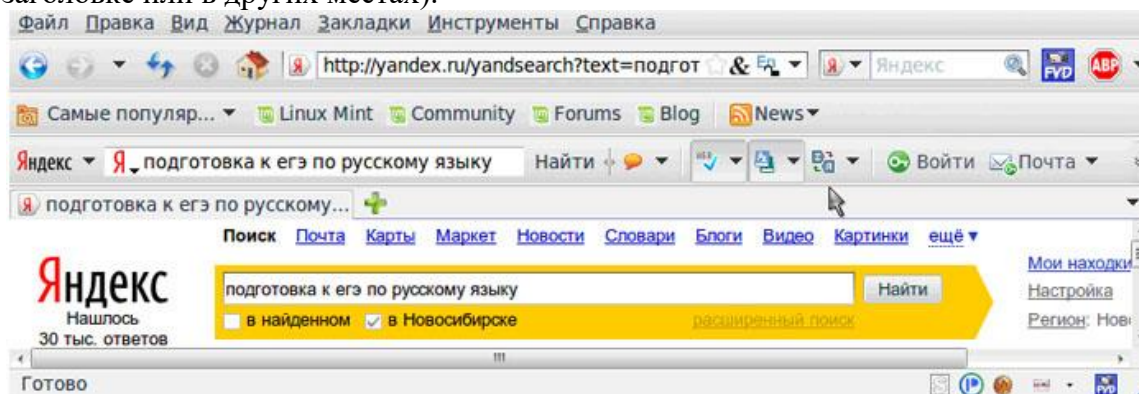 заголовке или в других местах).
Файл Правка Вид Журнал Закладки Инструменты Справка
http://yandex.ru/yandsearch?text=подгот Яндекс FVD ABP
Самые популяр... Linux Mint Community Forums Blog News
Яндекс Я подготовка к егэ по русскому языку Найти Войти Почта
Я подготовка к егэ по русскому...
Поиск Почта Карты Маркет Новости Словари Блоги Видео Картинки ещё
Мои находки
Яндекс подготовка к егэ по русскому языку Найти Настройка
Нашлось в найденном в Новосибирске расширенный поиск Регион: Нов
30 тыс. ответов
Готово FVD